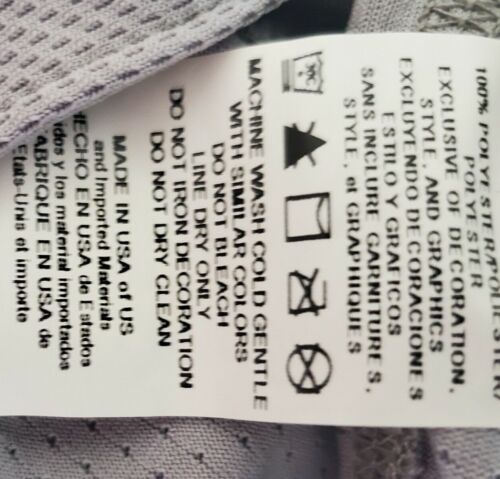 100% POLYESTER/
POLYESTER
EXCLUSIVE OF DECORATION,
STYLE, AND GRAPHICS
EXCLUYENDO DECORACIONES
ESTILO Y GRAFICOS
SANS INCLURE GARNITURES,
STYLE, et GRAPHIQUES
30C
MACHINE WASH COLD GENTLE
WITH SIMILAR COLORS
DO NOT BLEACH
LINE DRY ONLY
DO NOT IRON DECORATION
DO NOT DRY CLEAN
MADE IN USA of US
and Imported Materials
HECHO EN USA de Estados
idos y los material importados
ABRIQUE EN USA de
Etats-Unis et importe